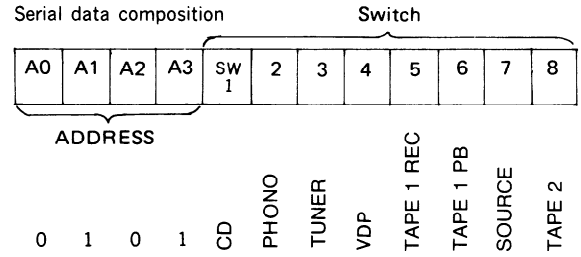 Serial data composition
Switch
A0 A1 A2 A3 SW 1 2 3 4 5 6 7 8
ADDRESS
0 1 0 1 CD PHONO TUNER VDP TAPE 1 REC TAPE 1 PB SOURCE TAPE 2